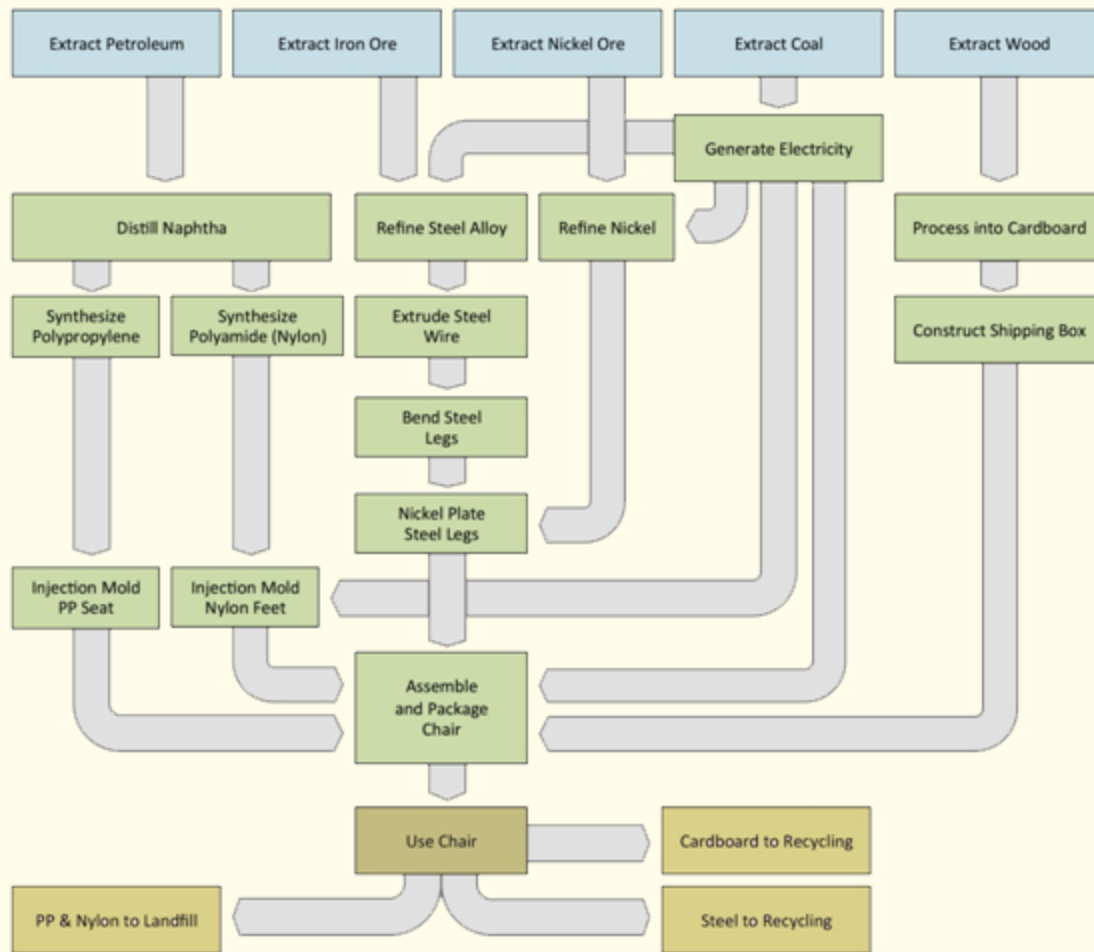 Extract Petroleum
Extract Iron Ore
Extract Nickel Ore
Extract Coal
Extract Wood
Generate Electricity
Distill Naphtha
Refine Steel Alloy
Refine Nickel
Process into Cardboard
Synthesize
Polypropylene
Synthesize
Polyamide (Nylon)
Extrude Steel
Wire
Construct Shipping Box
Bend Steel
Legs
Nickel Plate
Steel Legs
Injection Mold
PP Seat
Injection Mold
Nylon Feet
Assemble
and Package
Chair
Use Chair
Cardboard to Recycling
PP & Nylon to Landfill
Steel to Recycling